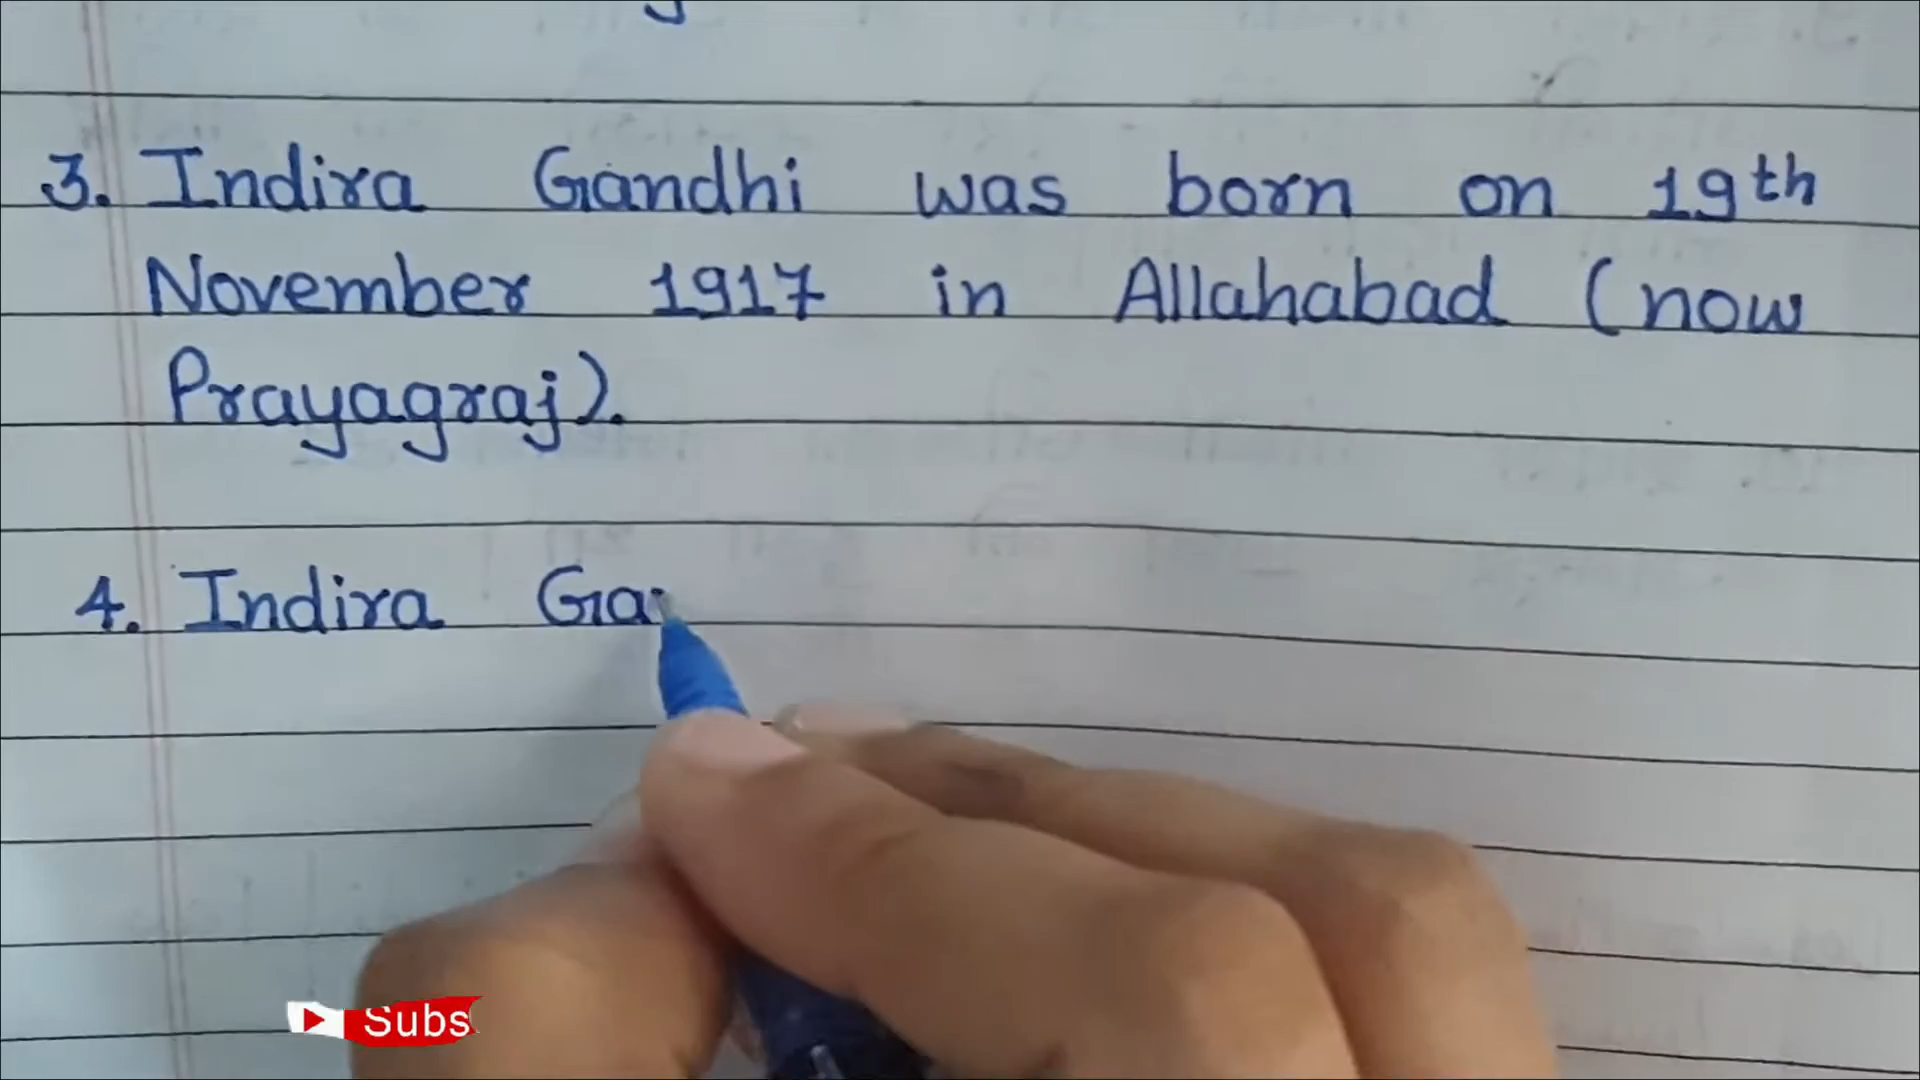 3. Indira Gandhi was born on 19th
November 1917 in Allahabad (now
Prayagraj).
4. Indira Ga
Subs